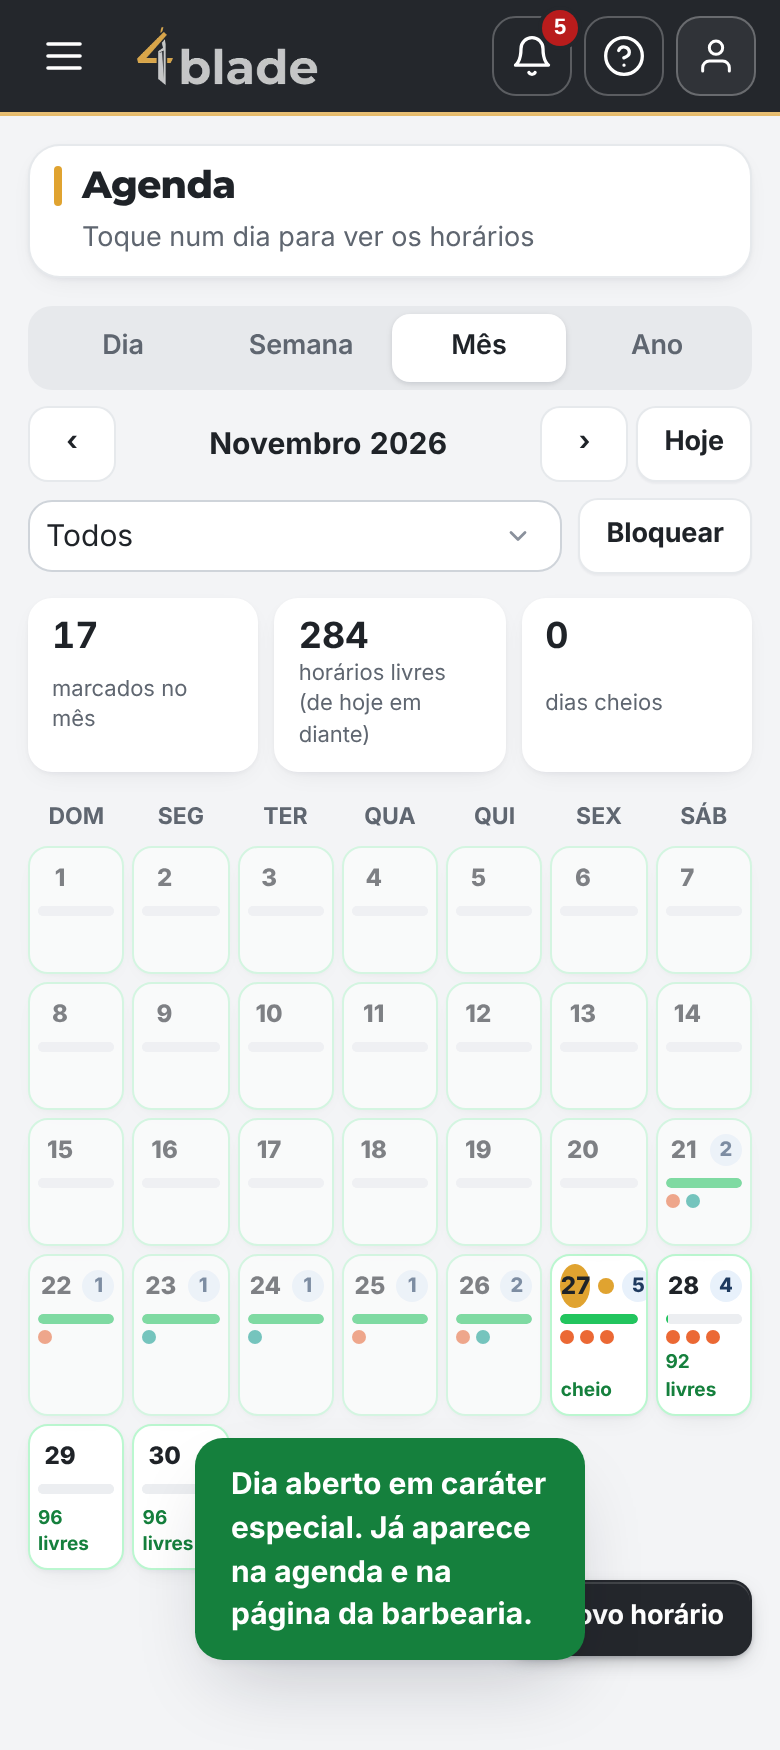 5
4blade
Agenda
Toque num dia para ver os horários
Dia Semana Mês Ano
‹ Novembro 2026 › Hoje
Todos Bloquear
17 284 0
marcados no mês
horários livres (de hoje em diante)
dias cheios
DOM SEG TER QUA QUI SEX SÁB
1 2 3 4 5 6 7
8 9 10 11 12 13 14
15 16 17 18 19 20 21 2
22 1 23 1 24 1 25 1 26 2 27 5 28 4
cheio
92 livres
29 30
96 livres
96 livres
Dia aberto em caráter
especial. Já aparece
na agenda e na
página da barbearia.
ovo horário